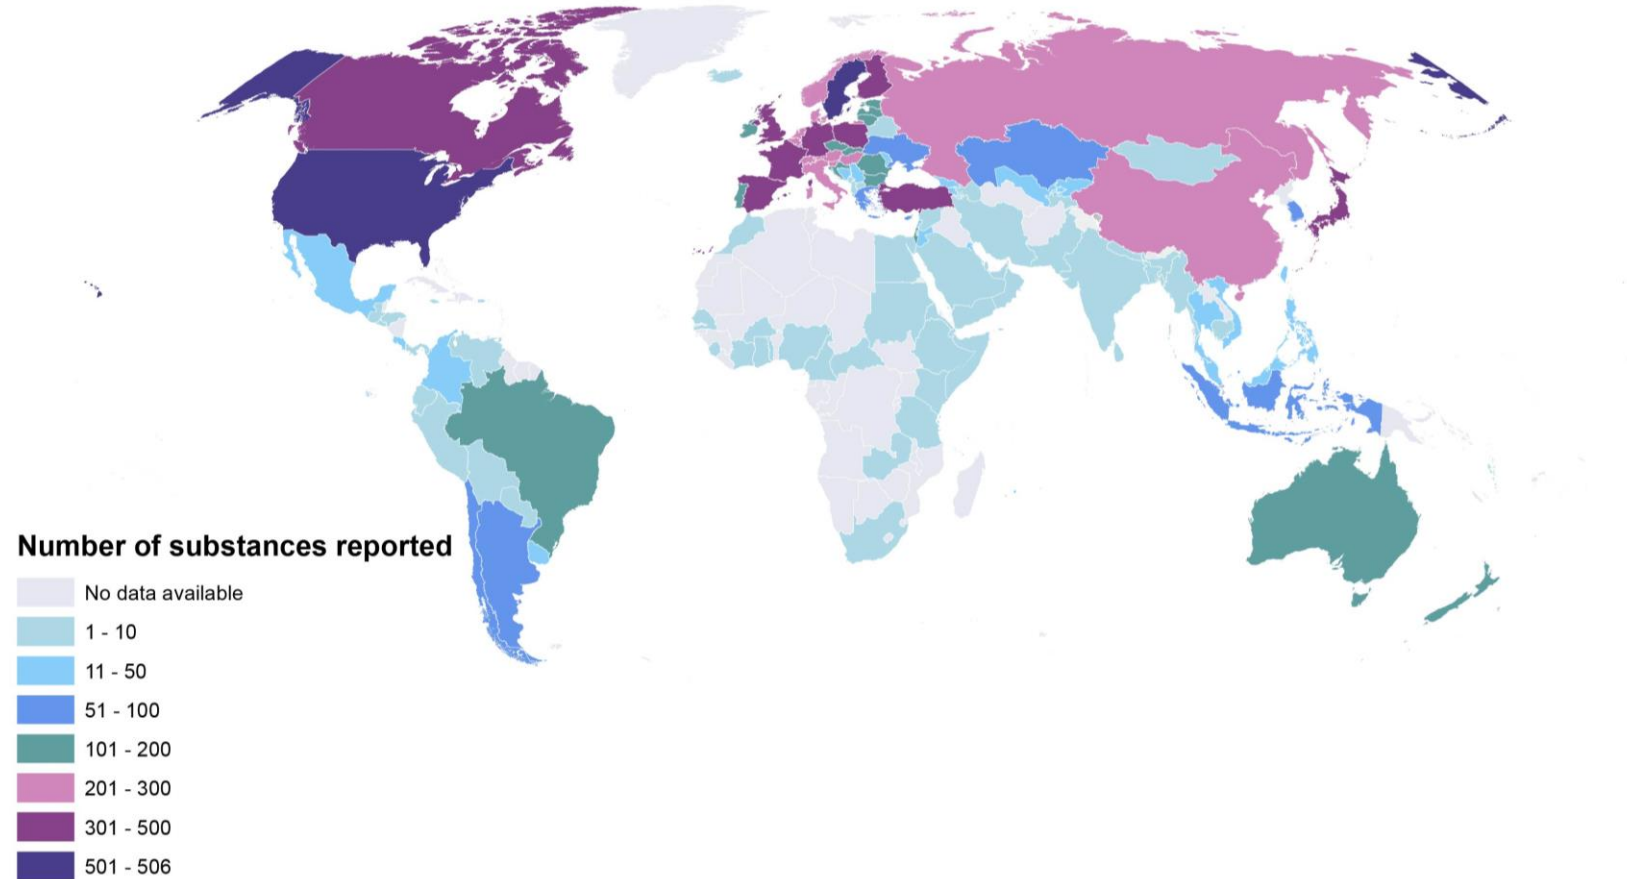 Number of substances reported
No data available
1 - 10
11 - 50
51 - 100
101 - 200
201 - 300
301 - 500
501 - 506